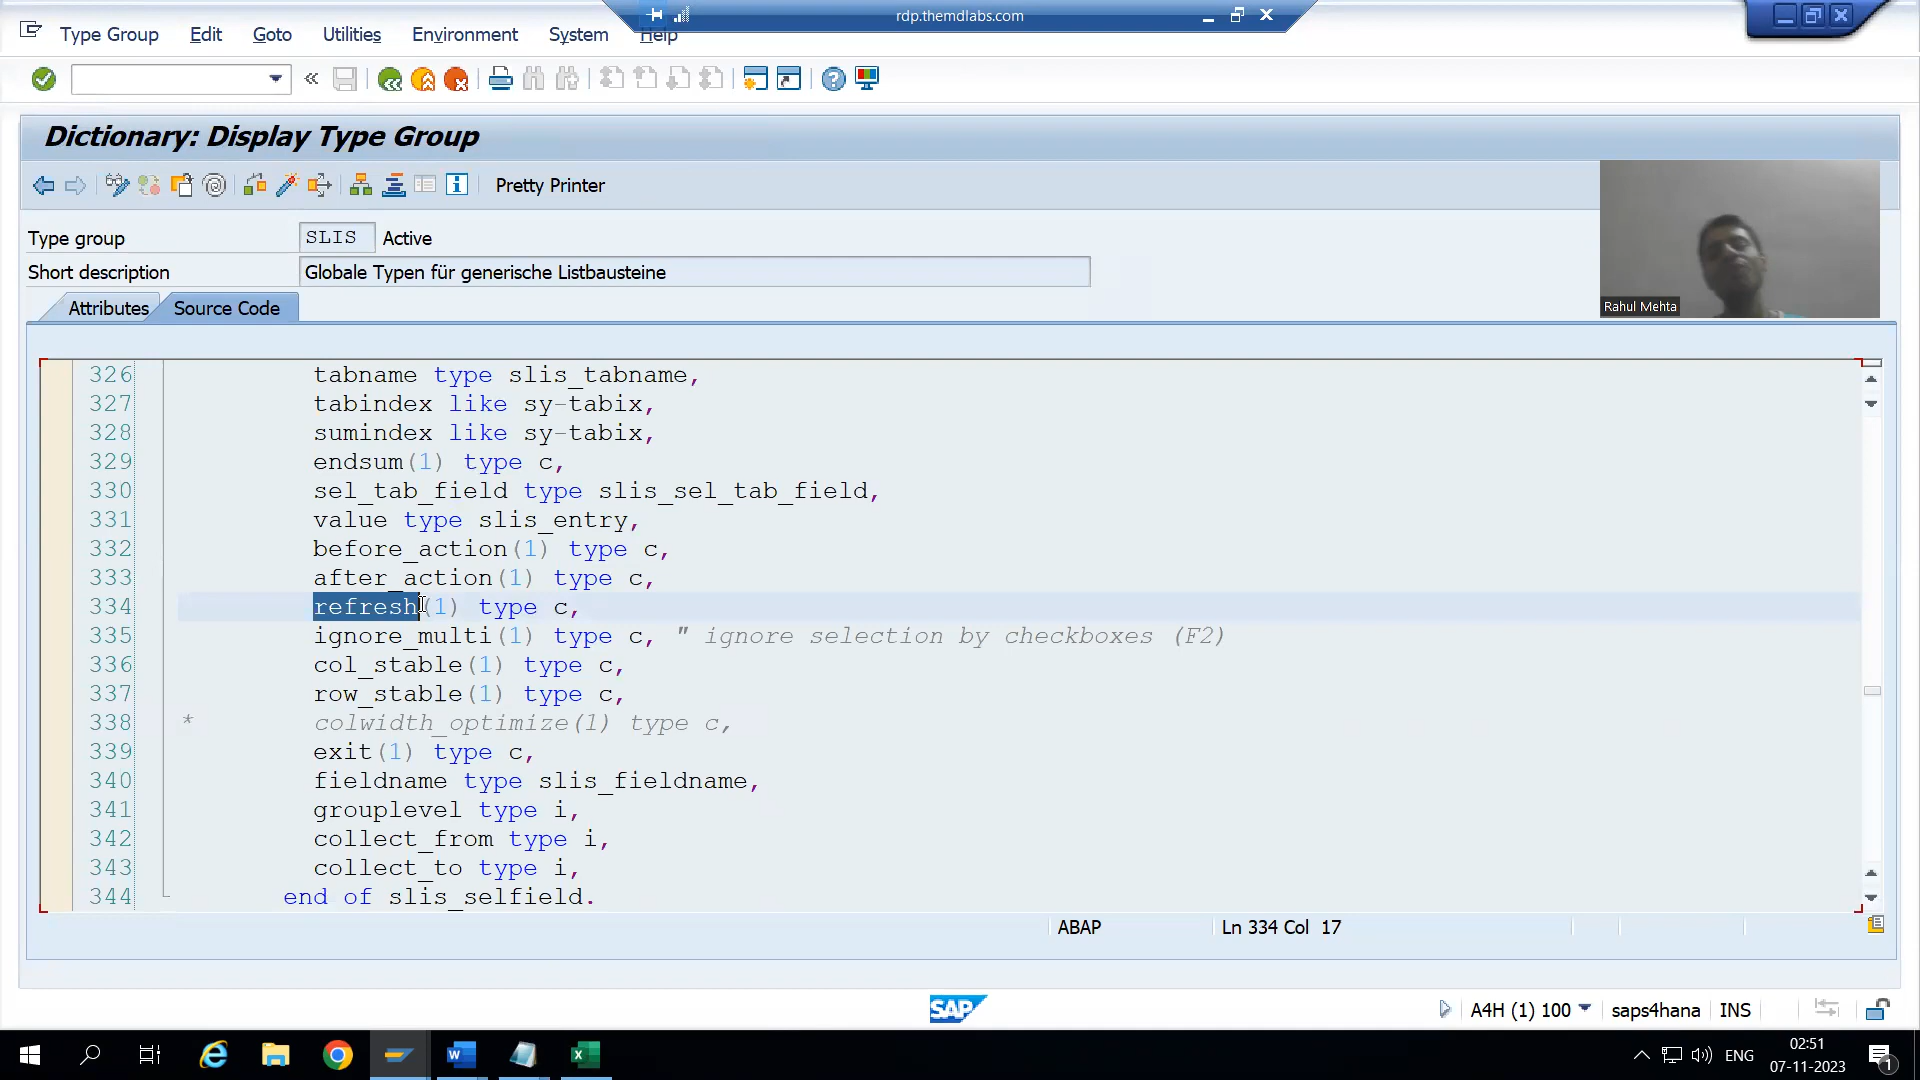 rdp.themdlabs.com
Type Group Edit Goto Utilities Environment System Help
Dictionary: Display Type Group
Pretty Printer
Type group SLIS Active
Short description Globale Typen für generische Listbausteine
Rahul Mehta
Attributes Source Code
326 tabname type slis_tabname,
327 tabindex like sy-tabix,
328 sumindex like sy-tabix,
329 endsum(1) type c,
330 sel_tab_field type slis_sel_tab_field,
331 value type slis_entry,
332 before_action(1) type c,
333 after_action(1) type c,
334 refresh(1) type c,
335 ignore_multi(1) type c, " ignore selection by checkboxes (F2)
336 col_stable(1) type c,
337 row_stable(1) type c,
338 * colwidth_optimize(1) type c,
339 exit(1) type c,
340 fieldname type slis_fieldname,
341 grouplevel type i,
342 collect_from type i,
343 collect_to type i,
344 end of slis_selfield.
ABAP Ln 334 Col 17
SAP A4H (1) 100 saps4hana INS
ENG 02:51
07-11-2023 1